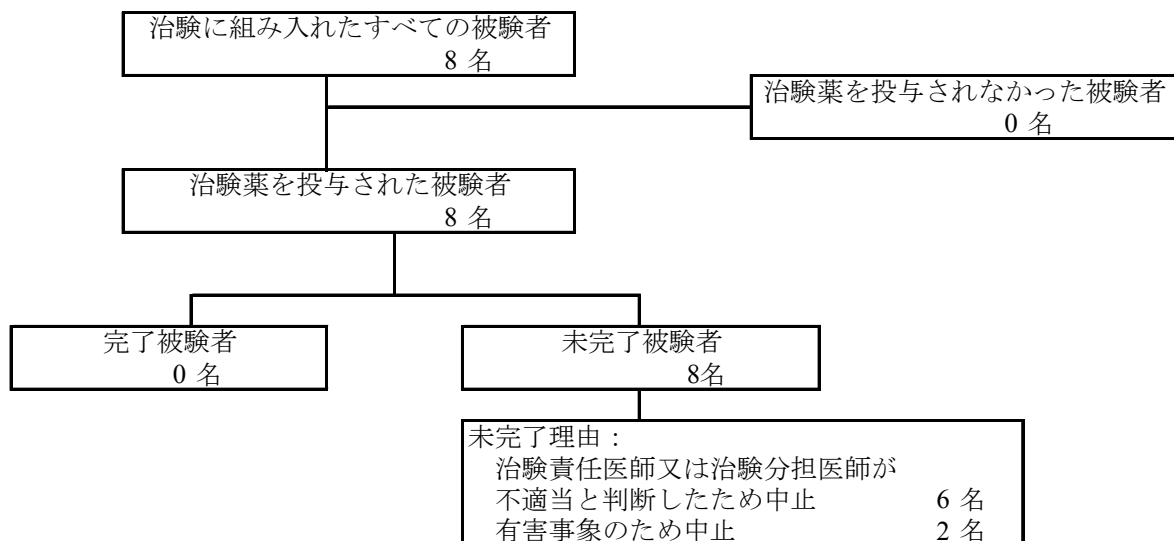 治験に組み入れたすべての被験者
8 名
治験薬を投与されなかった被験者
0 名
治験薬を投与された被験者
8 名
完了被験者
0 名
未完了被験者
8名
未完了理由：
治験責任医師又は治験分担医師が
不適当と判断したため中止 6 名
有害事象のため中止 2 名